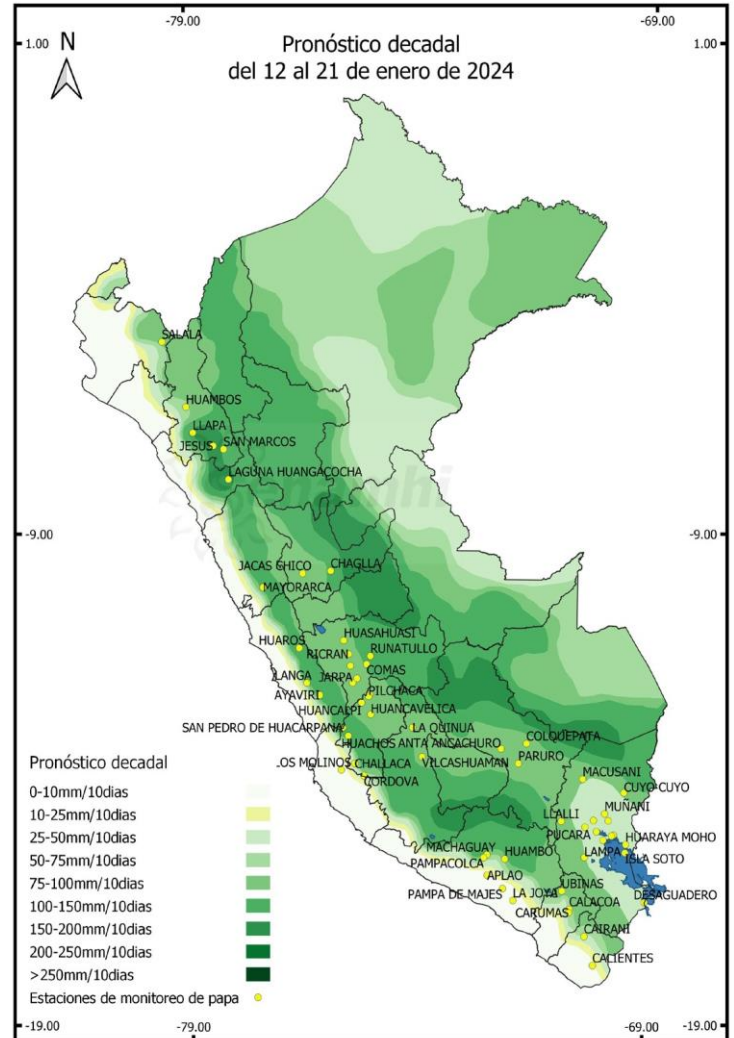 -79.00
-69.00
1.00
1.00
N
Pronóstico decadal
del 12 al 21 de enero de 2024
SALALA
HUAMBOS
LLAPA
JESUS
SAN MARCOS
LAGUNA HUANGACOCHA
-9.00
-9.00
JACAS CHICO
CHAGLLA
MAYORARCA
HUASAHUASI
HUAROS
RICRAN
RUNATULLO
COMAS
LANGA
JARPA
AYAVIRI
PILCHACA
HUANCALPI
HUANCAVELICA
SAN PEDRO DE HUACARPANA
LA QUINUA
HUACHOS
ANTA ANCACHURO
COLQUEPATA
.OS MOLINOS
CHALLACA
VILCASHUAMAN
PARURO
CORDOVA
MACUSANI
CUYO-CUYO
MUÑANI
LLALLI
PUCARA
HUARAYA MOHO
MACHAGUAY
HUAMBO
LAMPA
ISLA SOTO
PAMPACOLCA
APLAO
UBINAS
DESAGUADERO
PAMPA DE MAJES
LA JOYA
CALACOA
CARUMAS
CAIRANI
CALIENTES
Pronóstico decadal
0-10mm/10dias
10-25mm/10dias
25-50mm/10dias
50-75mm/10dias
75-100mm/10dias
100-150mm/10dias
150-200mm/10dias
200-250mm/10dias
>250mm/10dias
Estaciones de monitoreo de papa
-19.00
-79.00
-69.00
-19.00